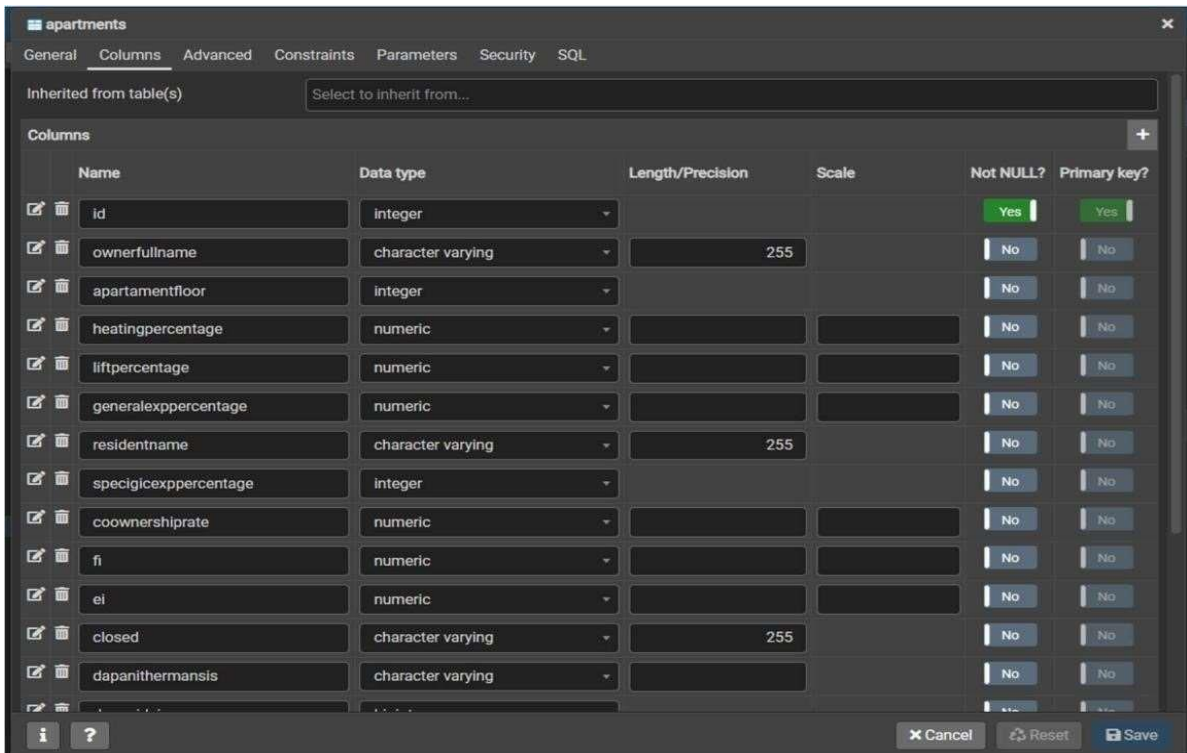 apartments
General Columns Advanced Constraints Parameters Security SQL
Inherited from table(s) Select to inherit from...
Columns
Name Data type Length/Precision Scale Not NULL? Primary key?
id integer Yes Yes
ownerfullname character varying 255 No No
apartamentfloor integer No No
heatingpercentage numeric No No
liftpercentage numeric No No
generalexppercentage numeric No No
residentname character varying 255 No No
specigicexppercentage integer No No
coownershiprate numeric No No
fi numeric No No
ei numeric No No
closed character varying 255 No No
dapanithermansis character varying No No
i ? Cancel Reset Save